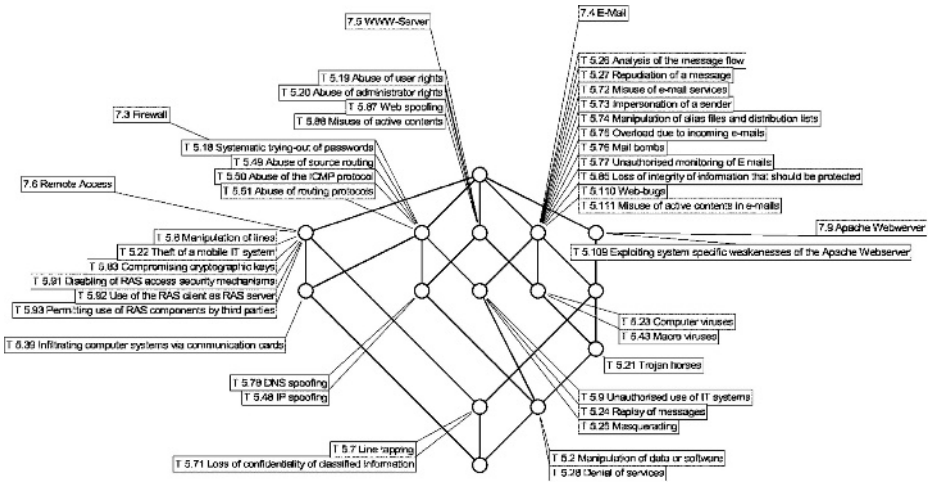 7.5 WWW-Server
7.4 E-Mail
T 5.19 Abuse of user rights
T 5.20 Abuse of administrator rights
T 5.87 Web spoofing
T 5.88 Misuse of active contents
T 5.26 Analysis of the message flow
T 5.27 Repudiation of a message
T 5.72 Misuse of e-mail services
T 5.73 Impersonation of a sender
T 5.74 Manipulation of alias files and distribution lists
T 5.75 Overload due to incoming e-mails
T 5.76 Mail bombs
T 5.77 Unauthorised monitoring of E mails
T 5.85 Loss of integrity of information that should be protected
T 5.110 Web-bugs
T 5.111 Misuse of active contents in e-mails
7.3 Firewall
T 5.18 Systematic trying-out of passwords
T 5.49 Abuse of source routing
T 5.50 Abuse of the ICMP protocol
T 5.51 Abuse of routing protocols
7.6 Remote Access
7.9 Apache Webwerver
T 5.8 Manipulation of lines
T 5.22 Theft of a mobile IT system
T 5.83 Compromising cryptographic keys
T 5.91 Disabling of RAS access security mechanisms
T 5.92 Use of the RAS client as RAS server
T 5.93 Permitting use of RAS components by third parties
T 5.109 Exploiting system specific weaknesses of the Apache Webserver
T 5.39 Infiltrating computer systems via communication cards
T 5.23 Computer viruses
T 5.43 Macro viruses
T 5.21 Trojan horses
T 5.78 DNS spoofing
T 5.48 IP spoofing
T 5.9 Unauthorised use of IT systems
T 5.24 Replay of messages
T 5.25 Masquerading
T 5.7 Line tapping
T 5.71 Loss of confidentiality of classified information
T 5.2 Manipulation of data or software
T 5.28 Denial of services